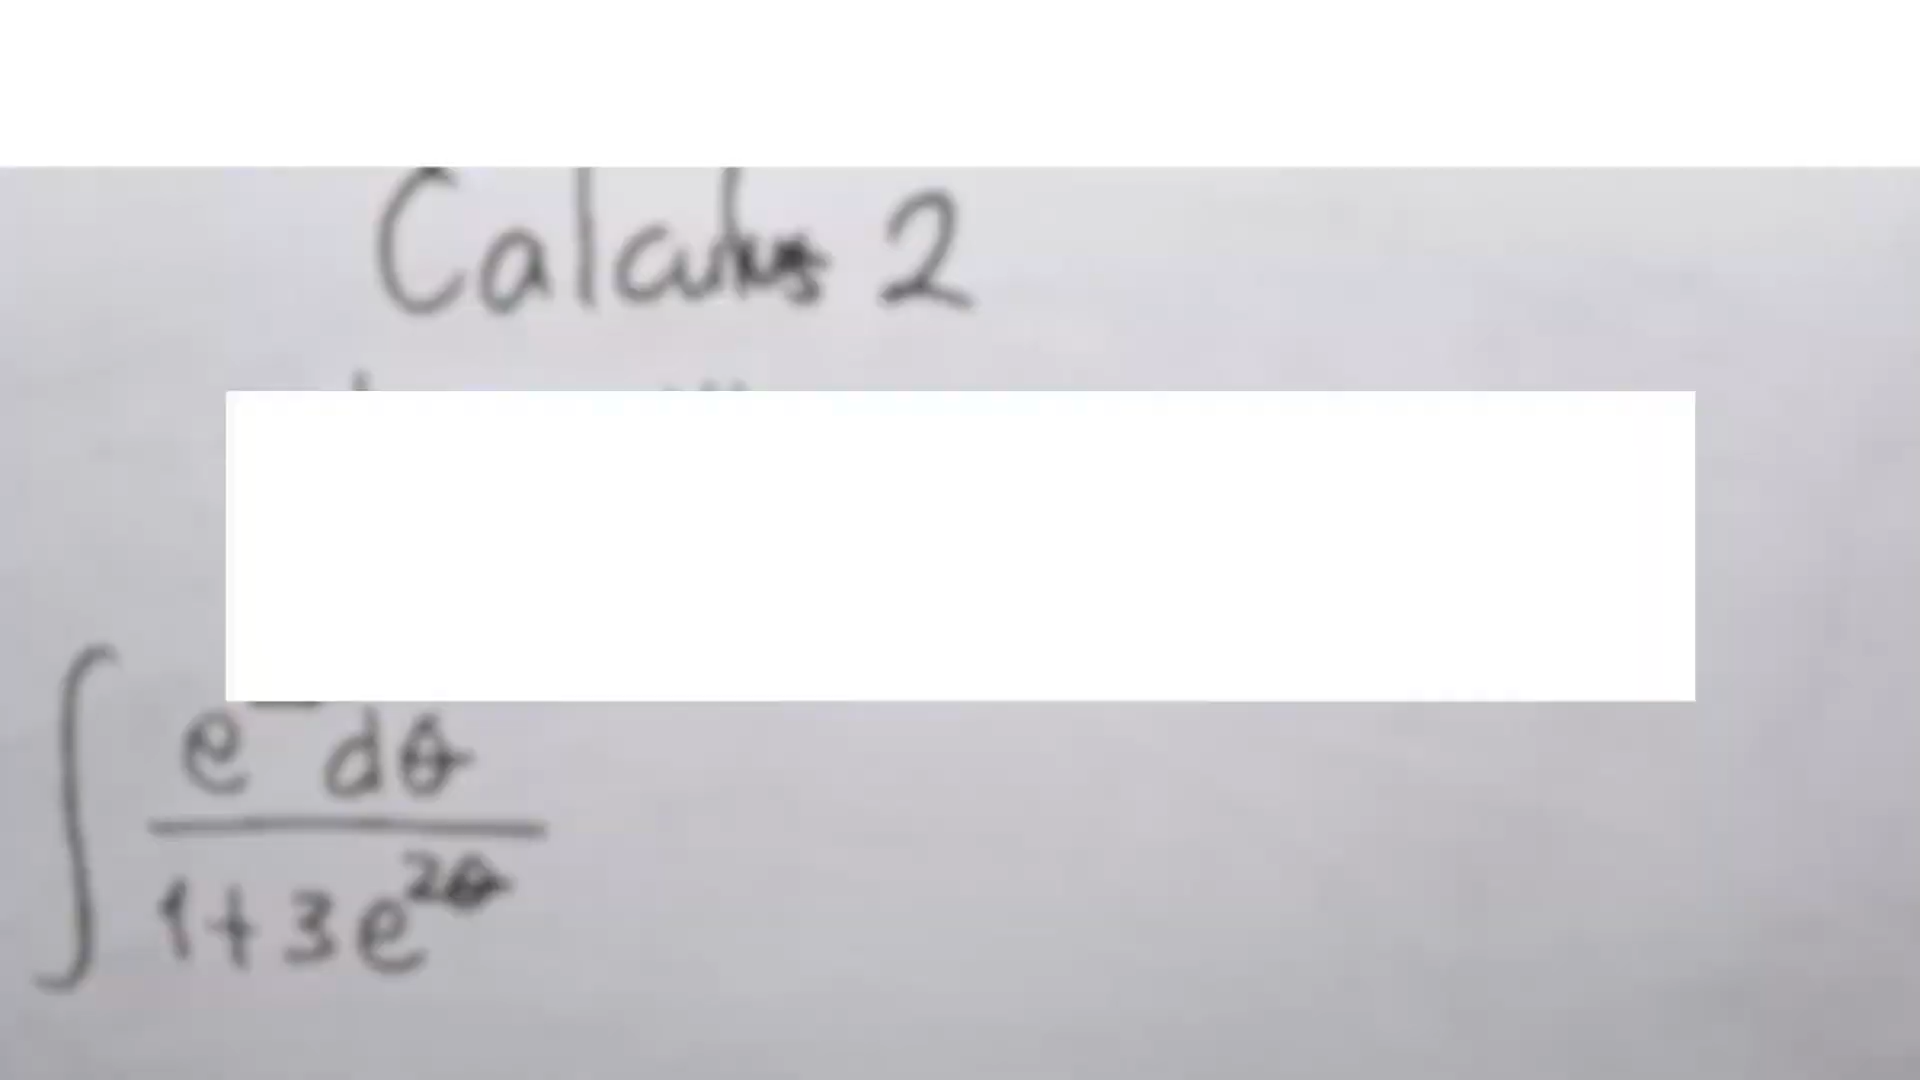 Calculus 2
∫ e dθ
1+3e^2θ